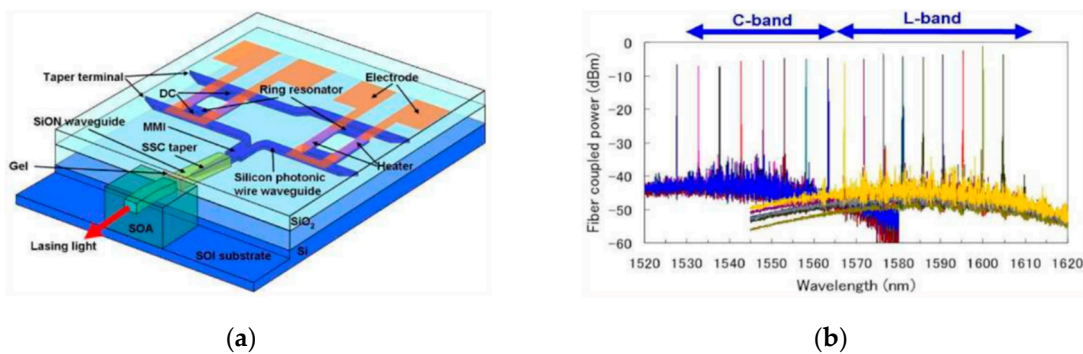 Taper terminal
DC
Ring resonator
Electrode
SiON waveguide
MMI
SSC taper
Gel
Heater
Silicon photonic
wire waveguide
SOA
SiO2
Si
SOI substrate
Lasing light
(a)
C-band
L-band
Fiber coupled power (dBm)
0
-10
-20
-30
-40
-50
-60
1520 1530 1540 1550 1560 1570 1580 1590 1600 1610 1620
Wavelength (nm)
(b)